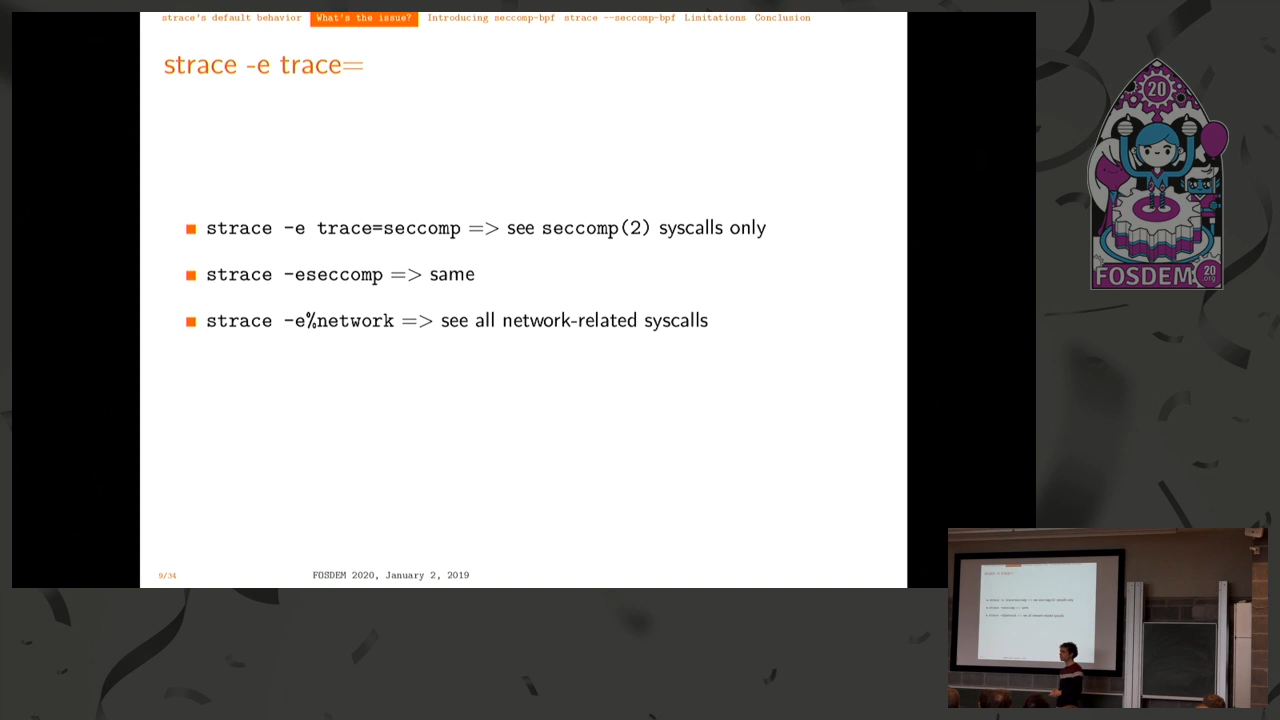 strace's default behavior What's the issue? Introducing seccomp-bpf strace --seccomp-bpf Limitations Conclusion
strace -e trace=
strace -e trace=seccomp => see seccomp(2) syscalls only
strace -eseccomp => same
strace -e%network => see all network-related syscalls
9/34 FOSDEM 2020, January 2, 2019
20
FOSDEM 20
.org